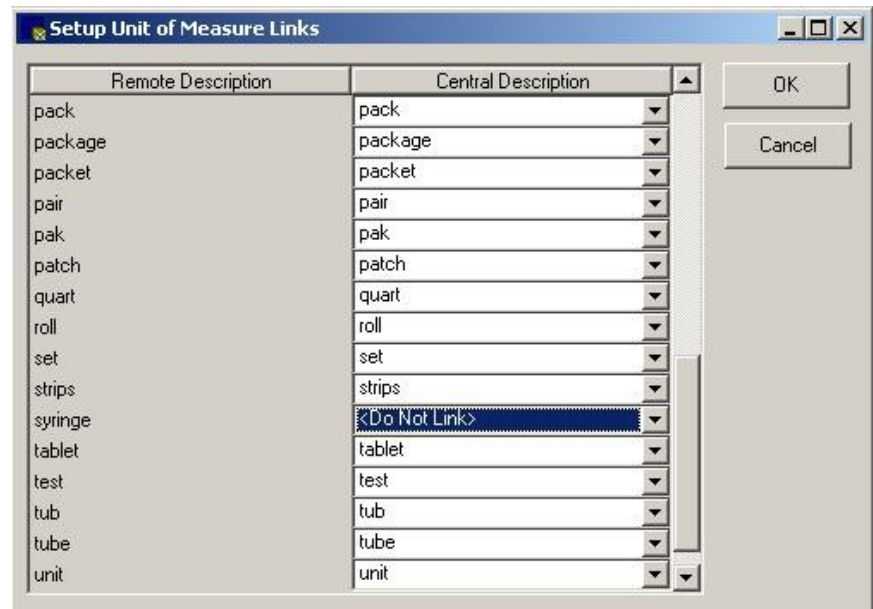 Setup Unit of Measure Links
Remote Description Central Description OK
pack pack
package package Cancel
packet packet
pair pair
pak pak
patch patch
quart quart
roll roll
set set
strips strips
syringe <Do Not Link>
tablet tablet
test test
tub tub
tube tube
unit unit